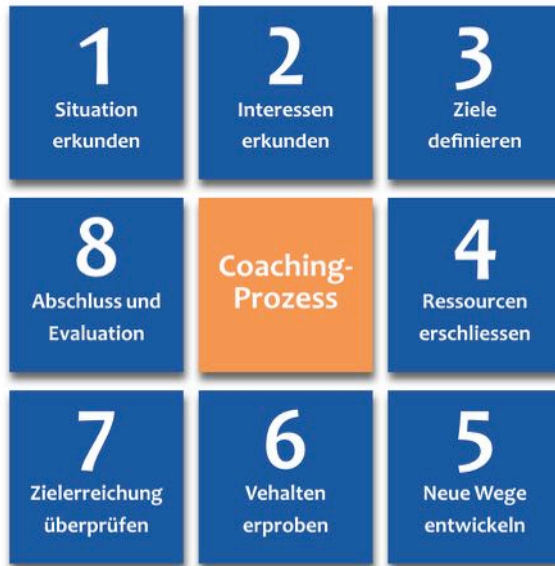 1
Situation
erkunden
2
Interessen
erkunden
3
Ziele
definieren
8
Abschluss und
Evaluation
Coaching-
Prozess
4
Ressourcen
erschliessen
7
Zielerreichung
überprüfen
6
Vehalten
erproben
5
Neue Wege
entwickeln